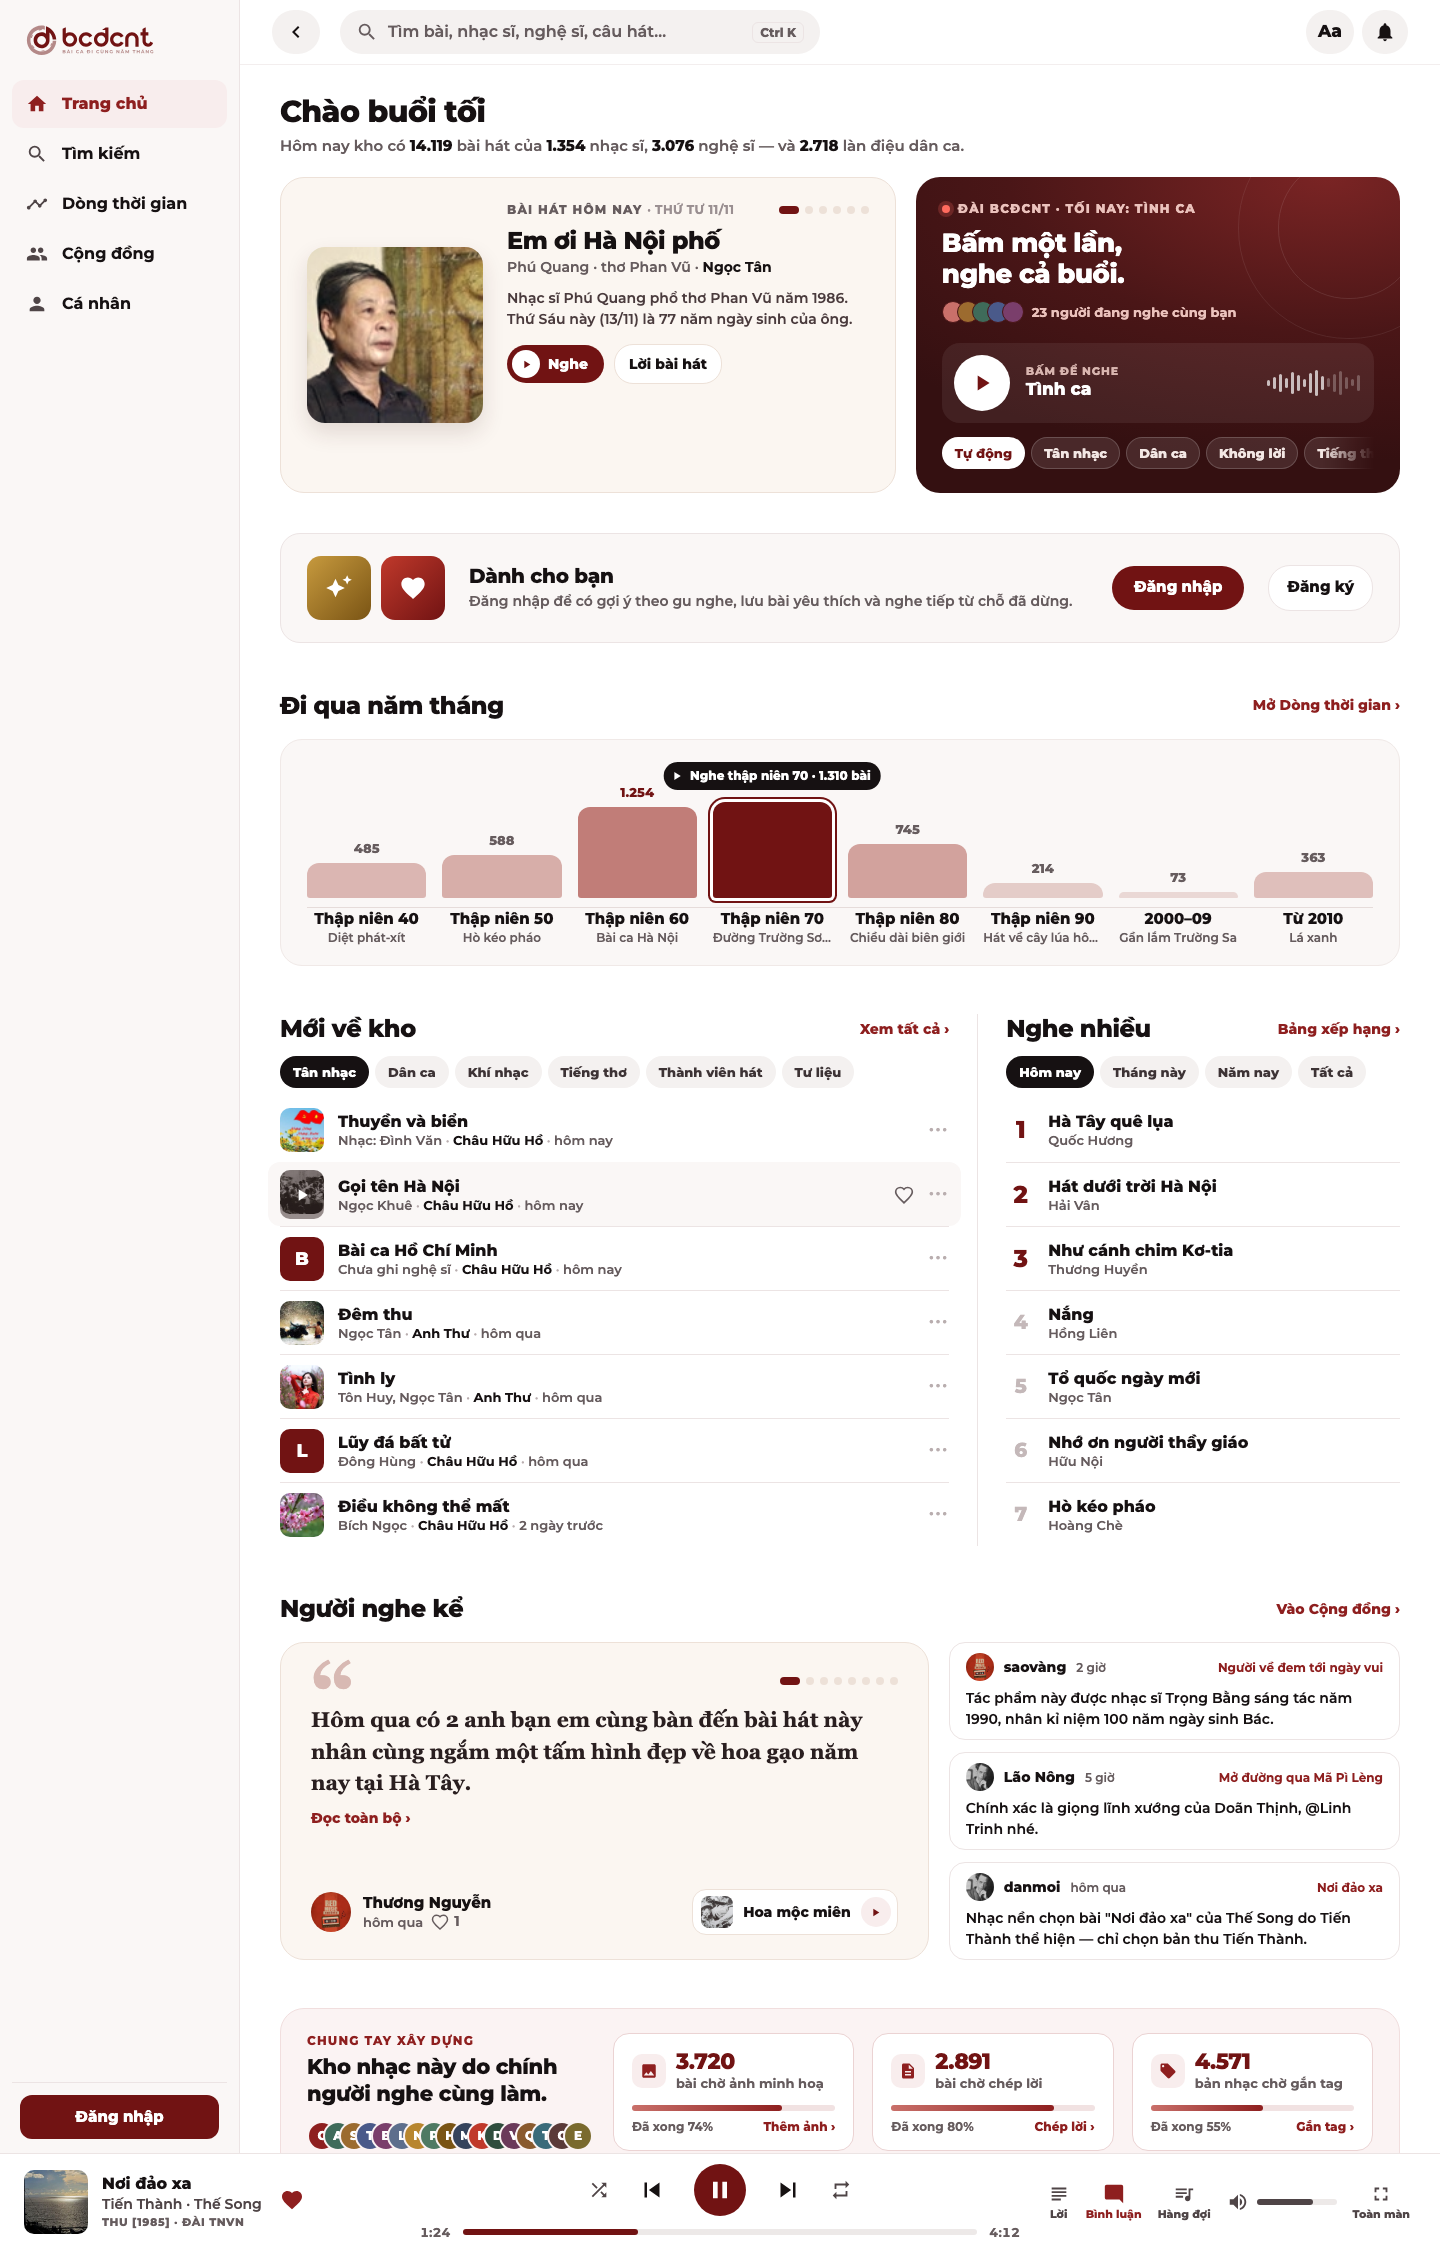 bcdcnt
BÀI CA ĐI CÙNG NĂM THÁNG
Trang chủ
Tìm kiếm
Dòng thời gian
Cộng đồng
Cá nhân
Đăng nhập
Tìm bài, nhạc sĩ, nghệ sĩ, câu hát...
Ctrl K
Aa
Chào buổi tối
Hôm nay kho có 14.119 bài hát của 1.354 nhạc sĩ, 3.076 nghệ sĩ — và 2.718 làn điệu dân ca.
BÀI HÁT HÔM NAY · THỨ TƯ 11/11
Em ơi Hà Nội phố
Phú Quang · thơ Phan Vũ · Ngọc Tân
Nhạc sĩ Phú Quang phổ thơ Phan Vũ năm 1986.
Thứ Sáu này (13/11) là 77 năm ngày sinh của ông.
Nghe
Lời bài hát
ĐÀI BCĐCNT · TỐI NAY: TÌNH CA
Bấm một lần,
nghe cả buổi.
23 người đang nghe cùng bạn
BẤM ĐỂ NGHE
Tình ca
Tự động
Tân nhạc
Dân ca
Không lời
Tiếng th
Dành cho bạn
Đăng nhập để có gợi ý theo gu nghe, lưu bài yêu thích và nghe tiếp từ chỗ đã dừng.
Đăng nhập
Đăng ký
Đi qua năm tháng
Mở Dòng thời gian ›
Nghe thập niên 70 · 1.310 bài
485
588
1.254
745
214
73
363
Thập niên 40
Thập niên 50
Thập niên 60
Thập niên 70
Thập niên 80
Thập niên 90
2000–09
Từ 2010
Diệt phát-xít
Hò kéo pháo
Bài ca Hà Nội
Đường Trường Sơ...
Chiều dài biên giới
Hát về cây lúa hô...
Gần lắm Trường Sa
Lá xanh
Mới về kho
Xem tất cả ›
Tân nhạc
Dân ca
Khí nhạc
Tiếng thơ
Thành viên hát
Tư liệu
Thuyền và biển
Nhạc: Đình Văn · Châu Hữu Hồ · hôm nay
Gọi tên Hà Nội
Ngọc Khuê · Châu Hữu Hồ · hôm nay
B
Bài ca Hồ Chí Minh
Chưa ghi nghệ sĩ · Châu Hữu Hồ · hôm nay
Đêm thu
Ngọc Tân · Anh Thư · hôm qua
Tình ly
Tôn Huy, Ngọc Tân · Anh Thư · hôm qua
L
Lũy đá bất tử
Đông Hùng · Châu Hữu Hồ · hôm qua
Điều không thể mất
Bích Ngọc · Châu Hữu Hồ · 2 ngày trước
Nghe nhiều
Bảng xếp hạng ›
Hôm nay
Tháng này
Năm nay
Tất cả
1
Hà Tây quê lụa
Quốc Hương
2
Hát dưới trời Hà Nội
Hải Vân
3
Như cánh chim Kơ-tia
Thương Huyền
4
Nắng
Hồng Liên
5
Tổ quốc ngày mới
Ngọc Tân
6
Nhớ ơn người thầy giáo
Hữu Nội
7
Hò kéo pháo
Hoàng Chè
Người nghe kể
Vào Cộng đồng ›
“
Hôm qua có 2 anh bạn em cùng bàn đến bài hát này
nhân cùng ngắm một tấm hình đẹp về hoa gạo năm
nay tại Hà Tây.
Đọc toàn bộ ›
Thương Nguyễn
hôm qua 1
Hoa mộc miên
saovàng 2 giờ
Người về đem tới ngày vui
Tác phẩm này được nhạc sĩ Trọng Bằng sáng tác năm
1990, nhân kỉ niệm 100 năm ngày sinh Bác.
Lão Nông 5 giờ
Mở đường qua Mã Pì Lèng
Chính xác là giọng lĩnh xướng của Doãn Thịnh, @Linh
Trinh nhé.
danmoi hôm qua
Nơi đảo xa
Nhạc nền chọn bài "Nơi đảo xa" của Thế Song do Tiến
Thành thể hiện — chỉ chọn bản thu Tiến Thành.
CHUNG TAY XÂY DỰNG
Kho nhạc này do chính
người nghe cùng làm.
E
3.720
bài chờ ảnh minh hoạ
Đã xong 74%
Thêm ảnh ›
2.891
bài chờ chép lời
Đã xong 80%
Chép lời ›
4.571
bản nhạc chờ gắn tag
Đã xong 55%
Gắn tag ›
Nơi đảo xa
Tiến Thành · Thế Song
THU [1985] · ĐÀI TNVN
1:24
4:12
Lời
Bình luận
Hàng đợi
Toàn màn